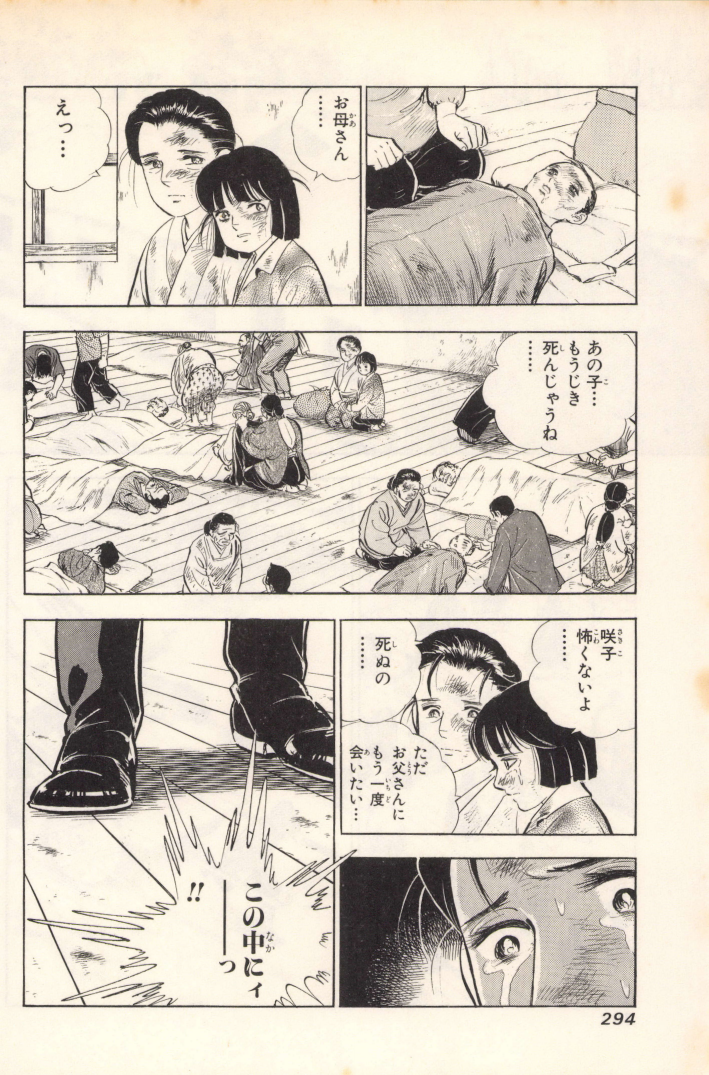 お母さん
……
えっ…
あの子…
もうじき
死んじゃうね
……
咲子
怖くないよ
……
死ぬの
……
ただ
お父さんに
もう一度
会いたい…
この中にィ
──っ
!!
294